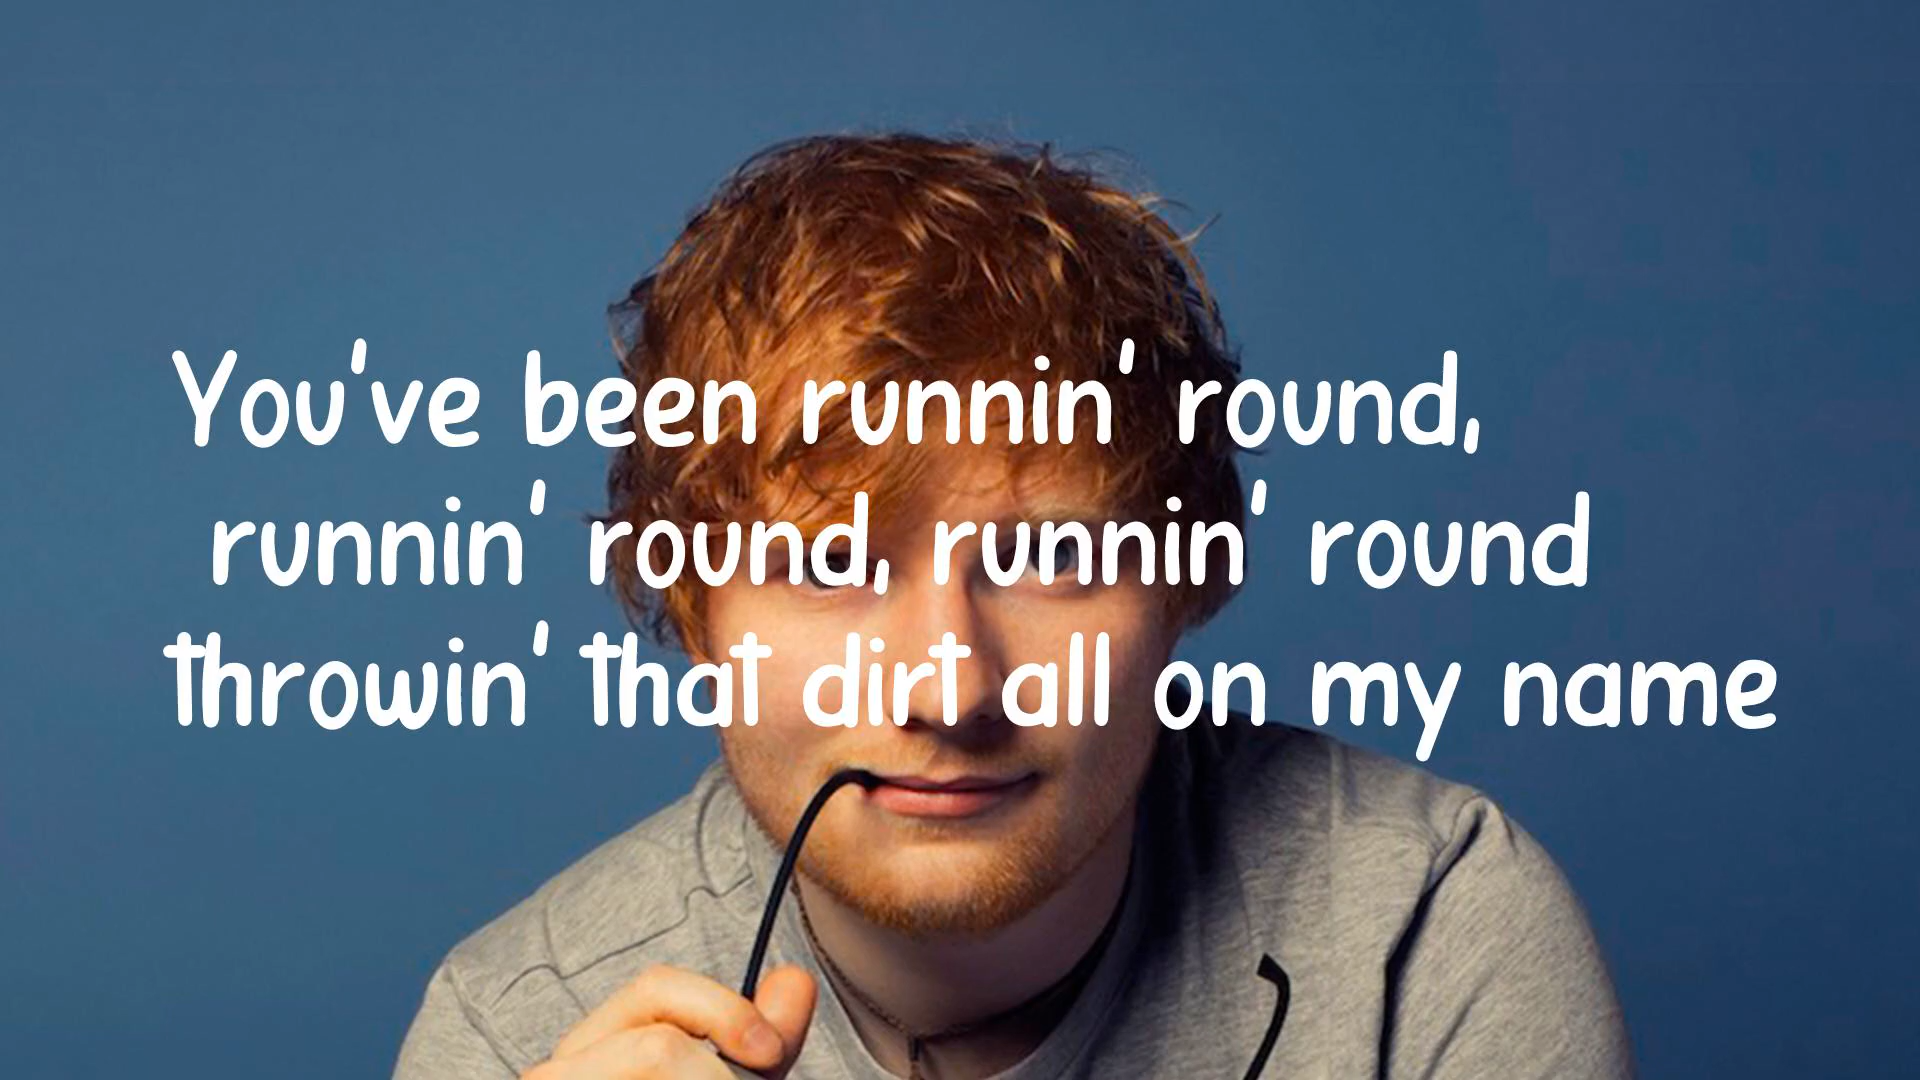 You've been runnin' round,
runnin' round, runnin' round
throwin' that dirt all on my name